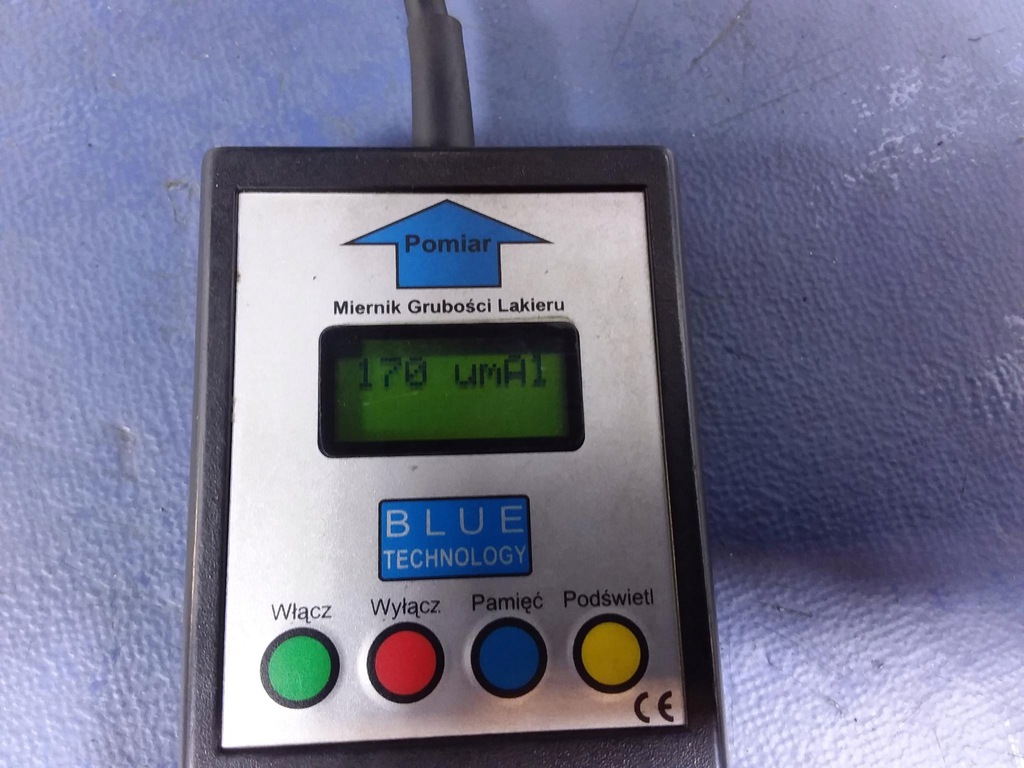 Pomiar
Miernik Grubości Lakieru
170 umAl
BLUE
TECHNOLOGY
Włącz Wyłącz Pamięć Podświetl
CE